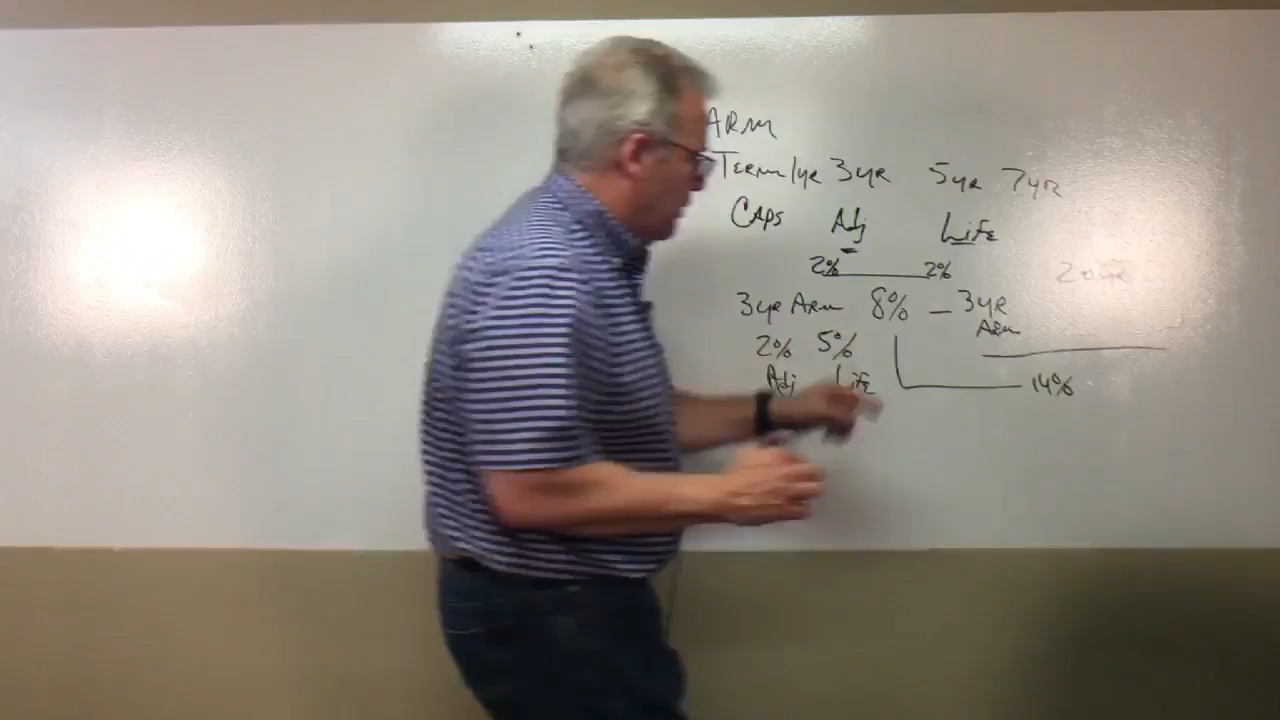 ARM
Term 1yr 3yr 5yr 7yr
Caps Adj Life
2% 2% 20yr
3yr Arm 8% – 3yr Arm
2% 5%
Adj Life 14%